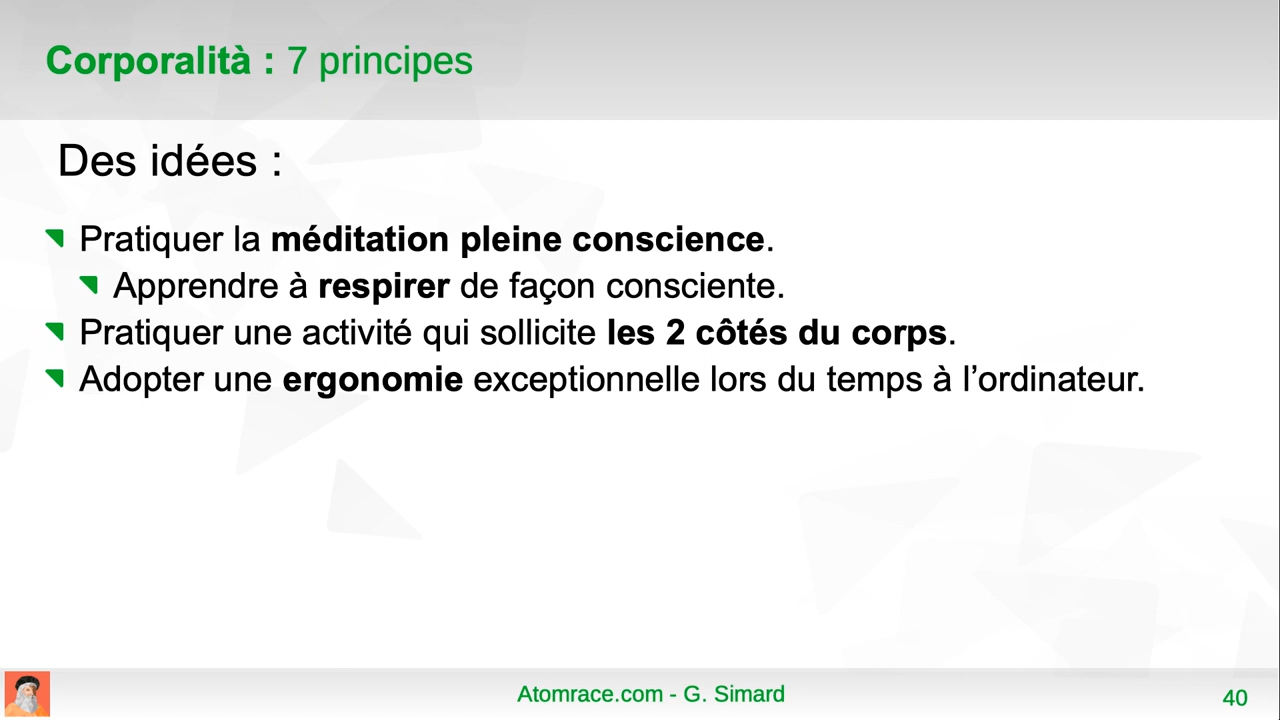 Corporalità : 7 principes
Des idées :
Pratiquer la méditation pleine conscience.
Apprendre à respirer de façon consciente.
Pratiquer une activité qui sollicite les 2 côtés du corps.
Adopter une ergonomie exceptionnelle lors du temps à l’ordinateur.
Atomrace.com - G. Simard
40